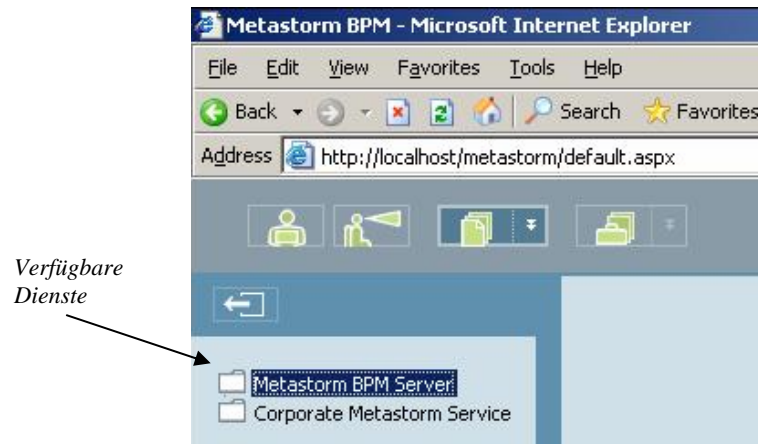 Metastorm BPM - Microsoft Internet Explorer
File Edit View Favorites Tools Help
Back Search Favorites
Address http://localhost/metastorm/default.aspx
Verfügbare
Dienste
Metastorm BPM Server
Corporate Metastorm Service